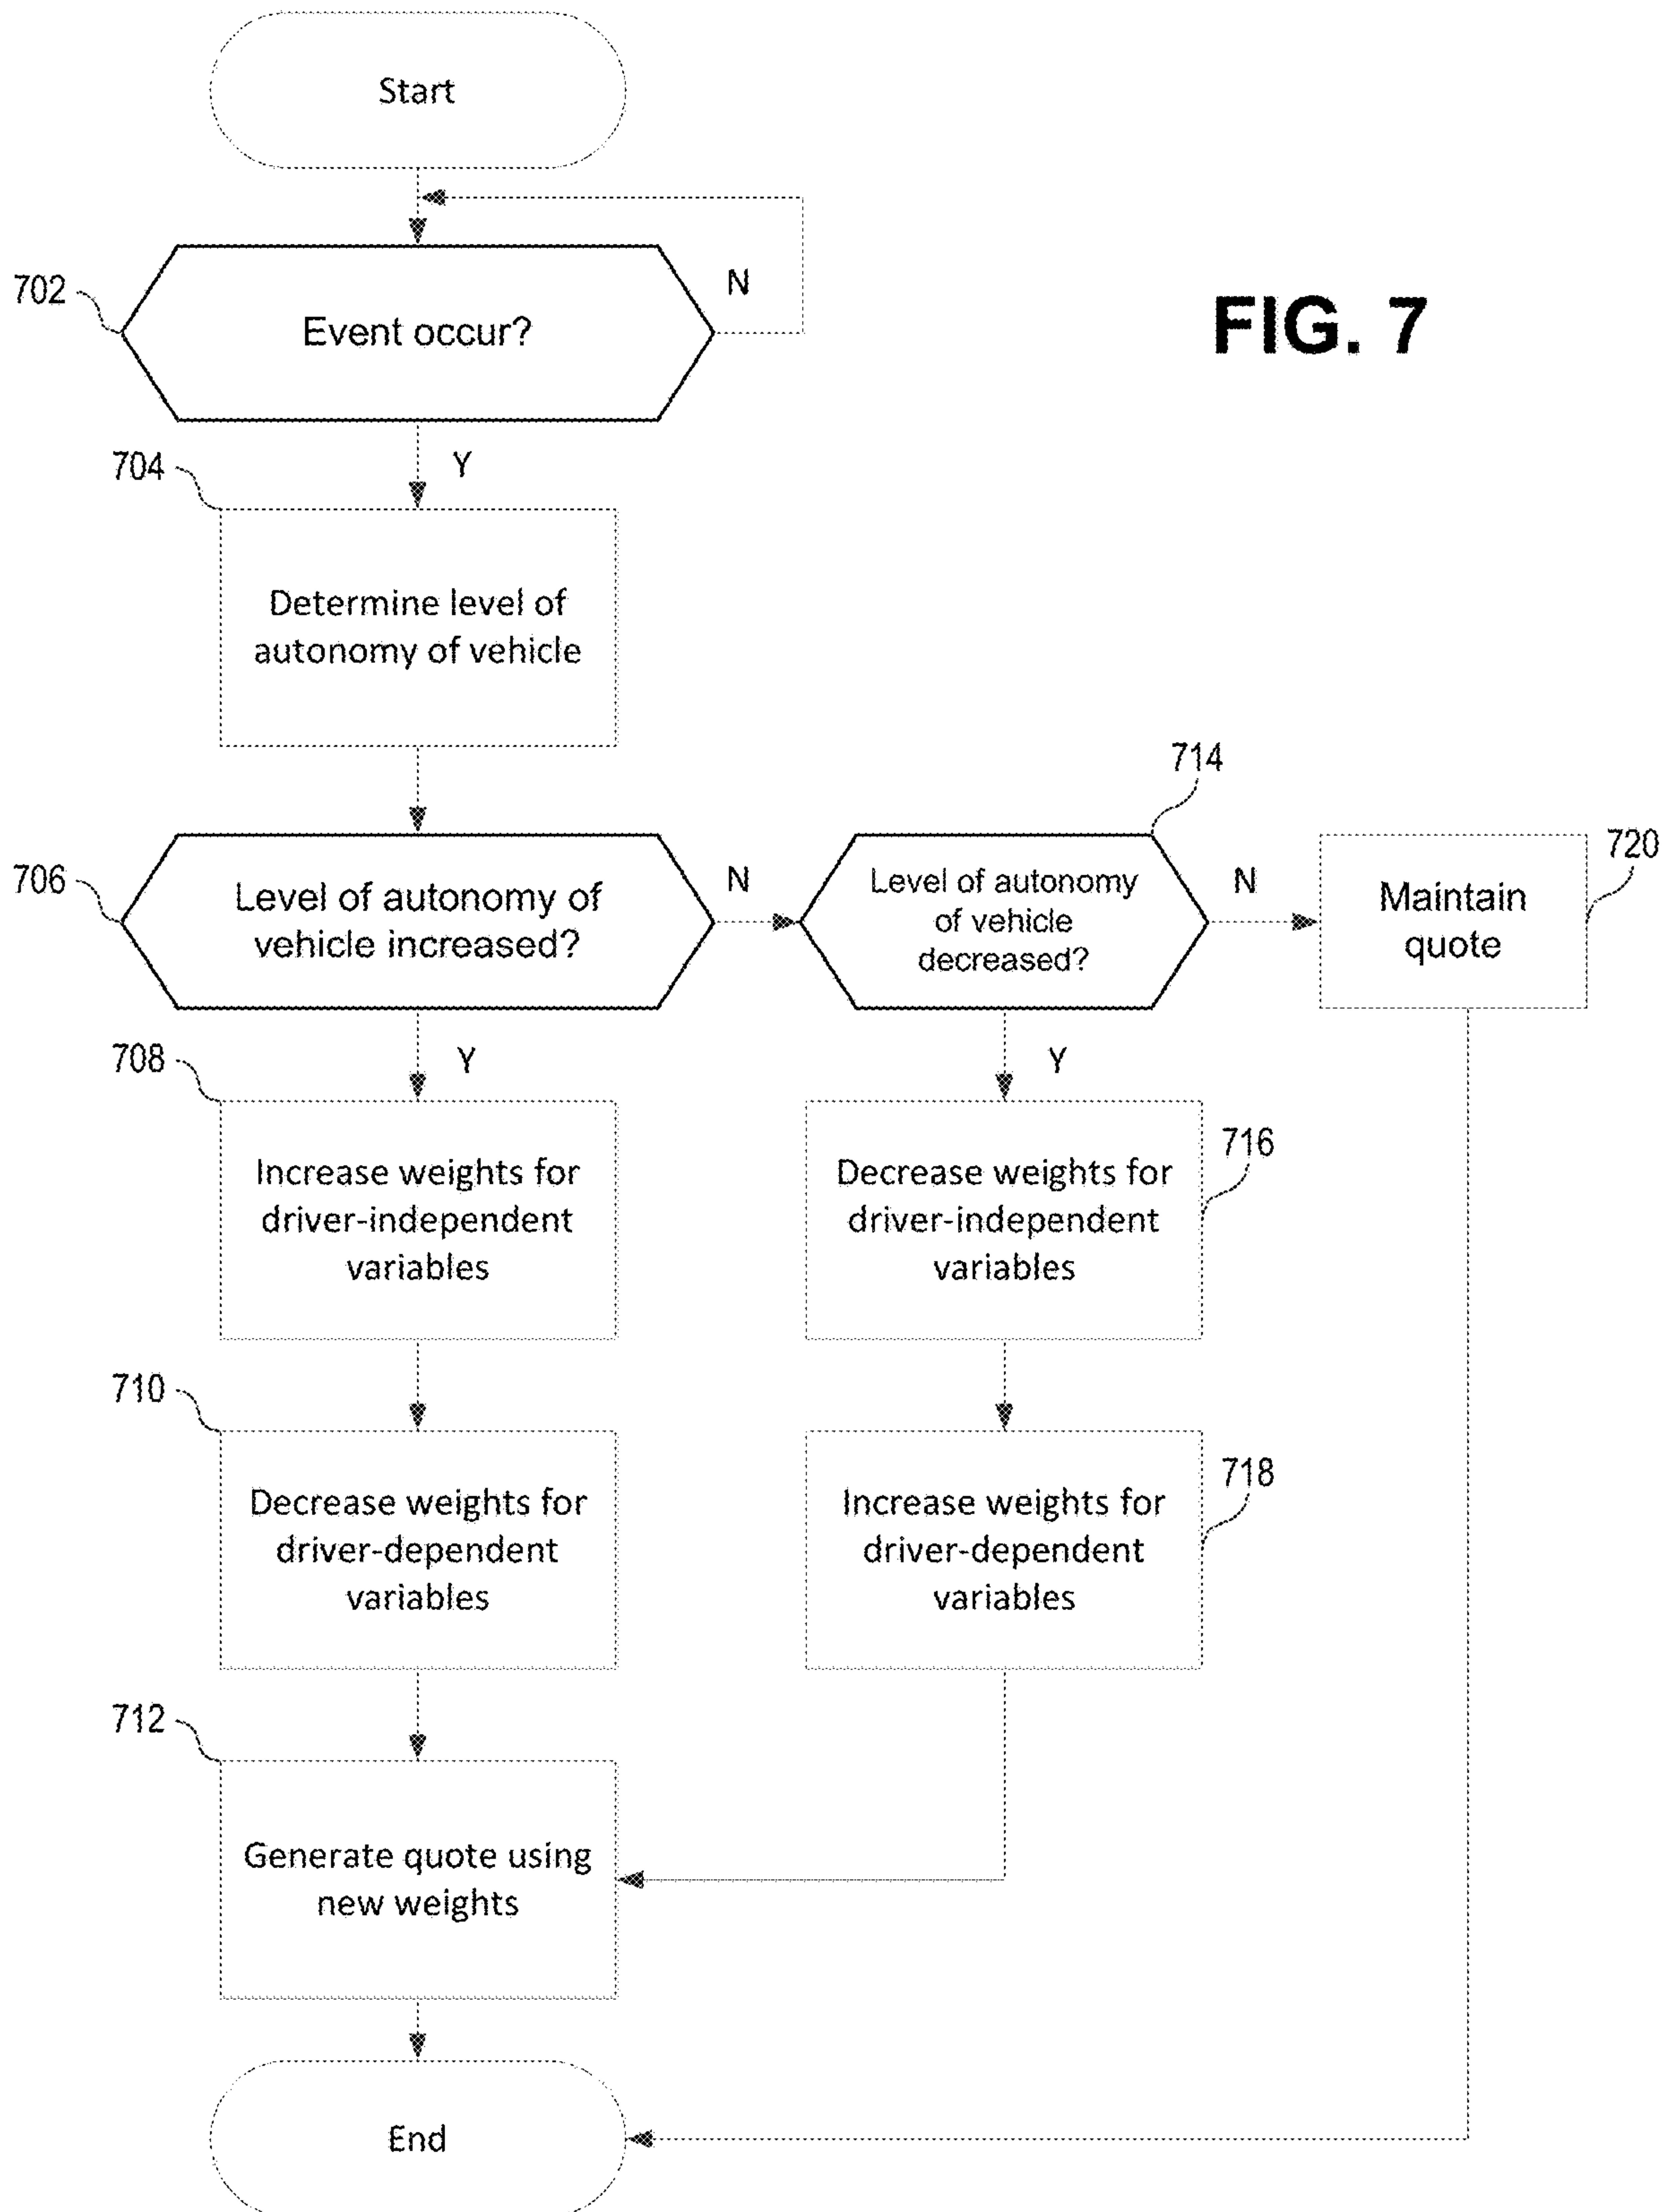 Start
702
Event occur?
N
FIG. 7
704
Y
Determine level of
autonomy of vehicle
706
Level of autonomy of
vehicle increased?
N
714
Level of autonomy
of vehicle
decreased?
N
720
Maintain
quote
708
Y
Increase weights for
driver-independent
variables
Y
716
Decrease weights for
driver-independent
variables
710
Decrease weights for
driver-dependent
variables
718
Increase weights for
driver-dependent
variables
712
Generate quote using
new weights
End